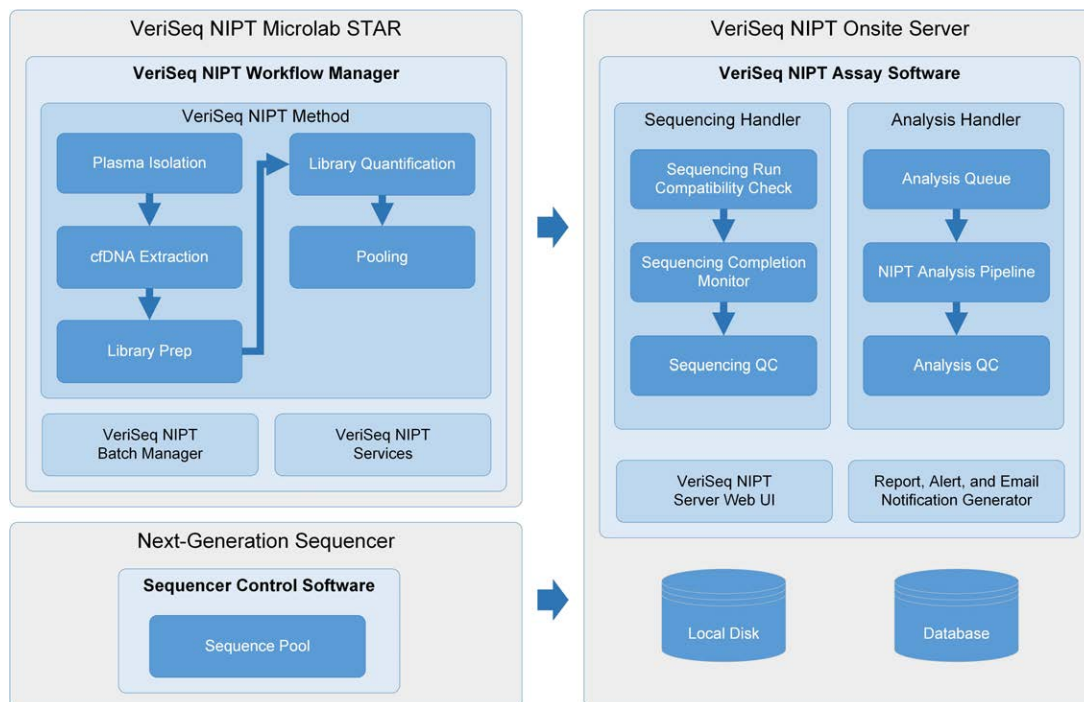 VeriSeq NIPT Microlab STAR
VeriSeq NIPT Workflow Manager
VeriSeq NIPT Method
Plasma Isolation
cfDNA Extraction
Library Prep
Library Quantification
Pooling
VeriSeq NIPT
Batch Manager
VeriSeq NIPT
Services
Next-Generation Sequencer
Sequencer Control Software
Sequence Pool
VeriSeq NIPT Onsite Server
VeriSeq NIPT Assay Software
Sequencing Handler
Sequencing Run
Compatibility Check
Sequencing Completion
Monitor
Sequencing QC
Analysis Handler
Analysis Queue
NIPT Analysis Pipeline
Analysis QC
VeriSeq NIPT
Server Web UI
Report, Alert, and Email
Notification Generator
Local Disk
Database